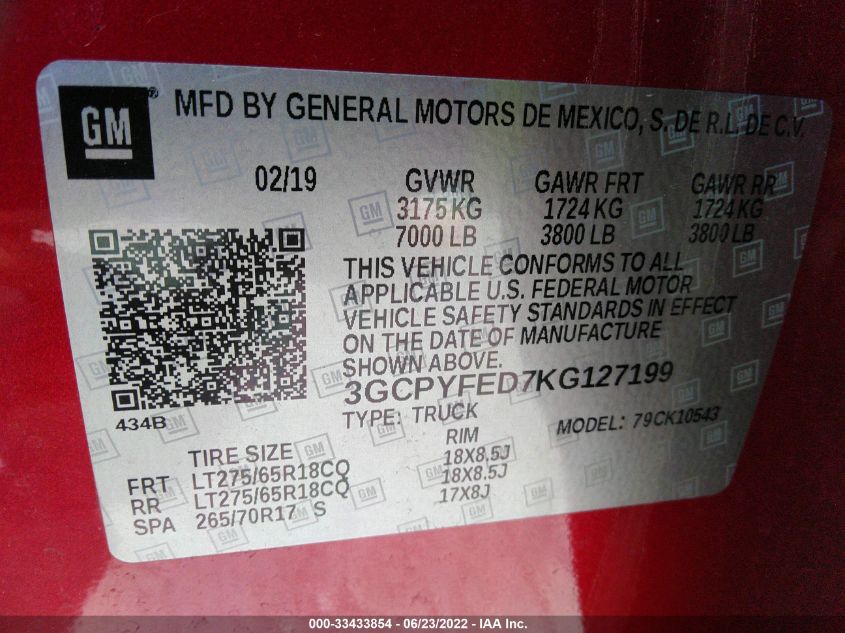 GM
MFD BY GENERAL MOTORS DE MEXICO, S. DE R.L. DE C.V.
02/19 GVWR GAWR FRT GAWR RR
3175 KG 1724 KG 1724 KG
7000 LB 3800 LB 3800 LB
THIS VEHICLE CONFORMS TO ALL
APPLICABLE U.S. FEDERAL MOTOR
VEHICLE SAFETY STANDARDS IN EFFECT
ON THE DATE OF MANUFACTURE
SHOWN ABOVE.
3GCPYFED7KG127199
434B
TYPE: TRUCK MODEL: 79CK10543
TIRE SIZE RIM
FRT LT275/65R18CQ 18X8.5J
RR LT275/65R18CQ 18X8.5J
SPA 265/70R17 S 17X8J
000-33433854 - 06/23/2022 - IAA Inc.